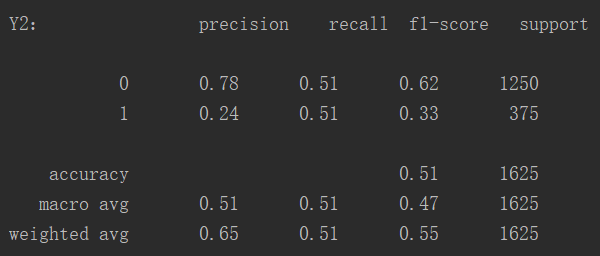 Y2: precision recall f1-score support
0 0.78 0.51 0.62 1250
1 0.24 0.51 0.33 375
accuracy 0.51 1625
macro avg 0.51 0.51 0.47 1625
weighted avg 0.65 0.51 0.55 1625